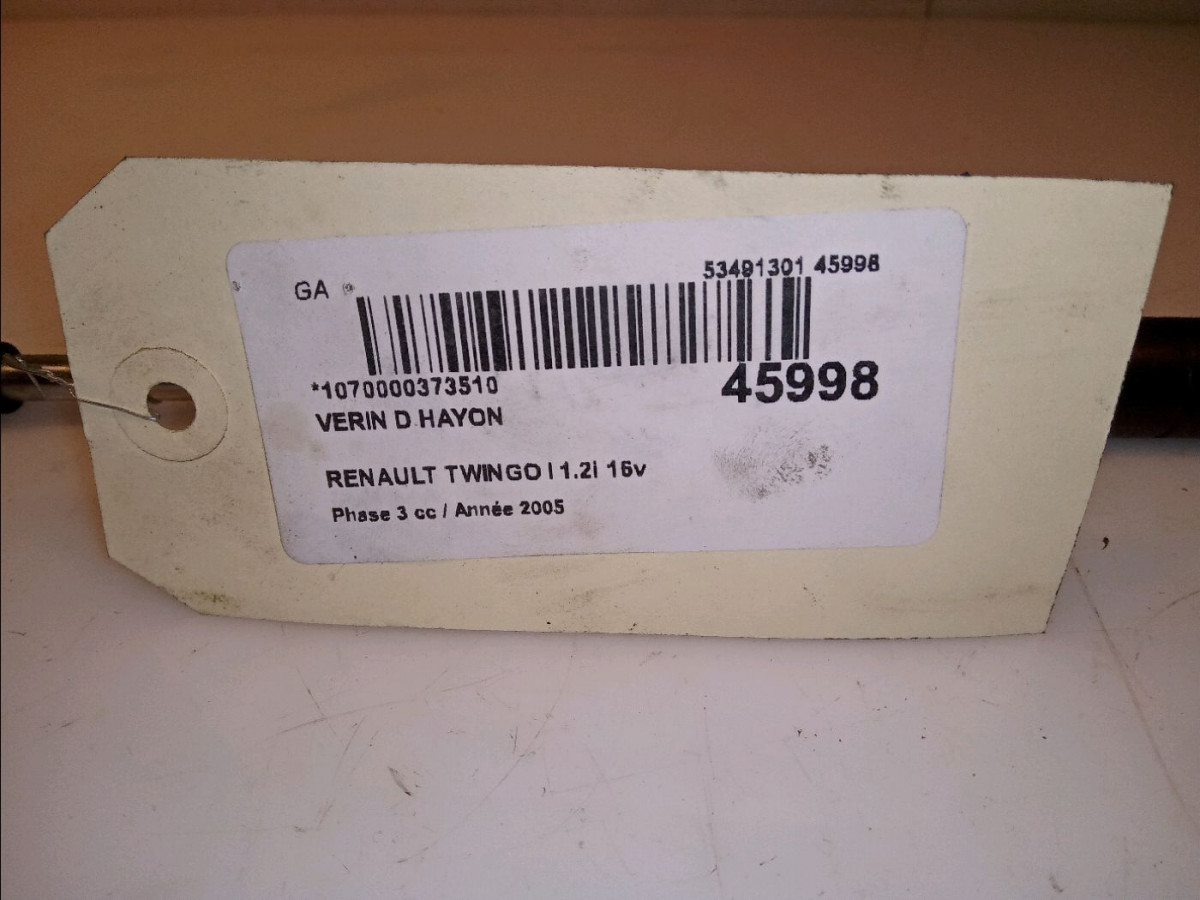 GA
53491301 45998
*1070000373510
45998
VERIN D HAYON
RENAULT TWINGO I 1.2i 16v
Phase 3 cc / Année 2005